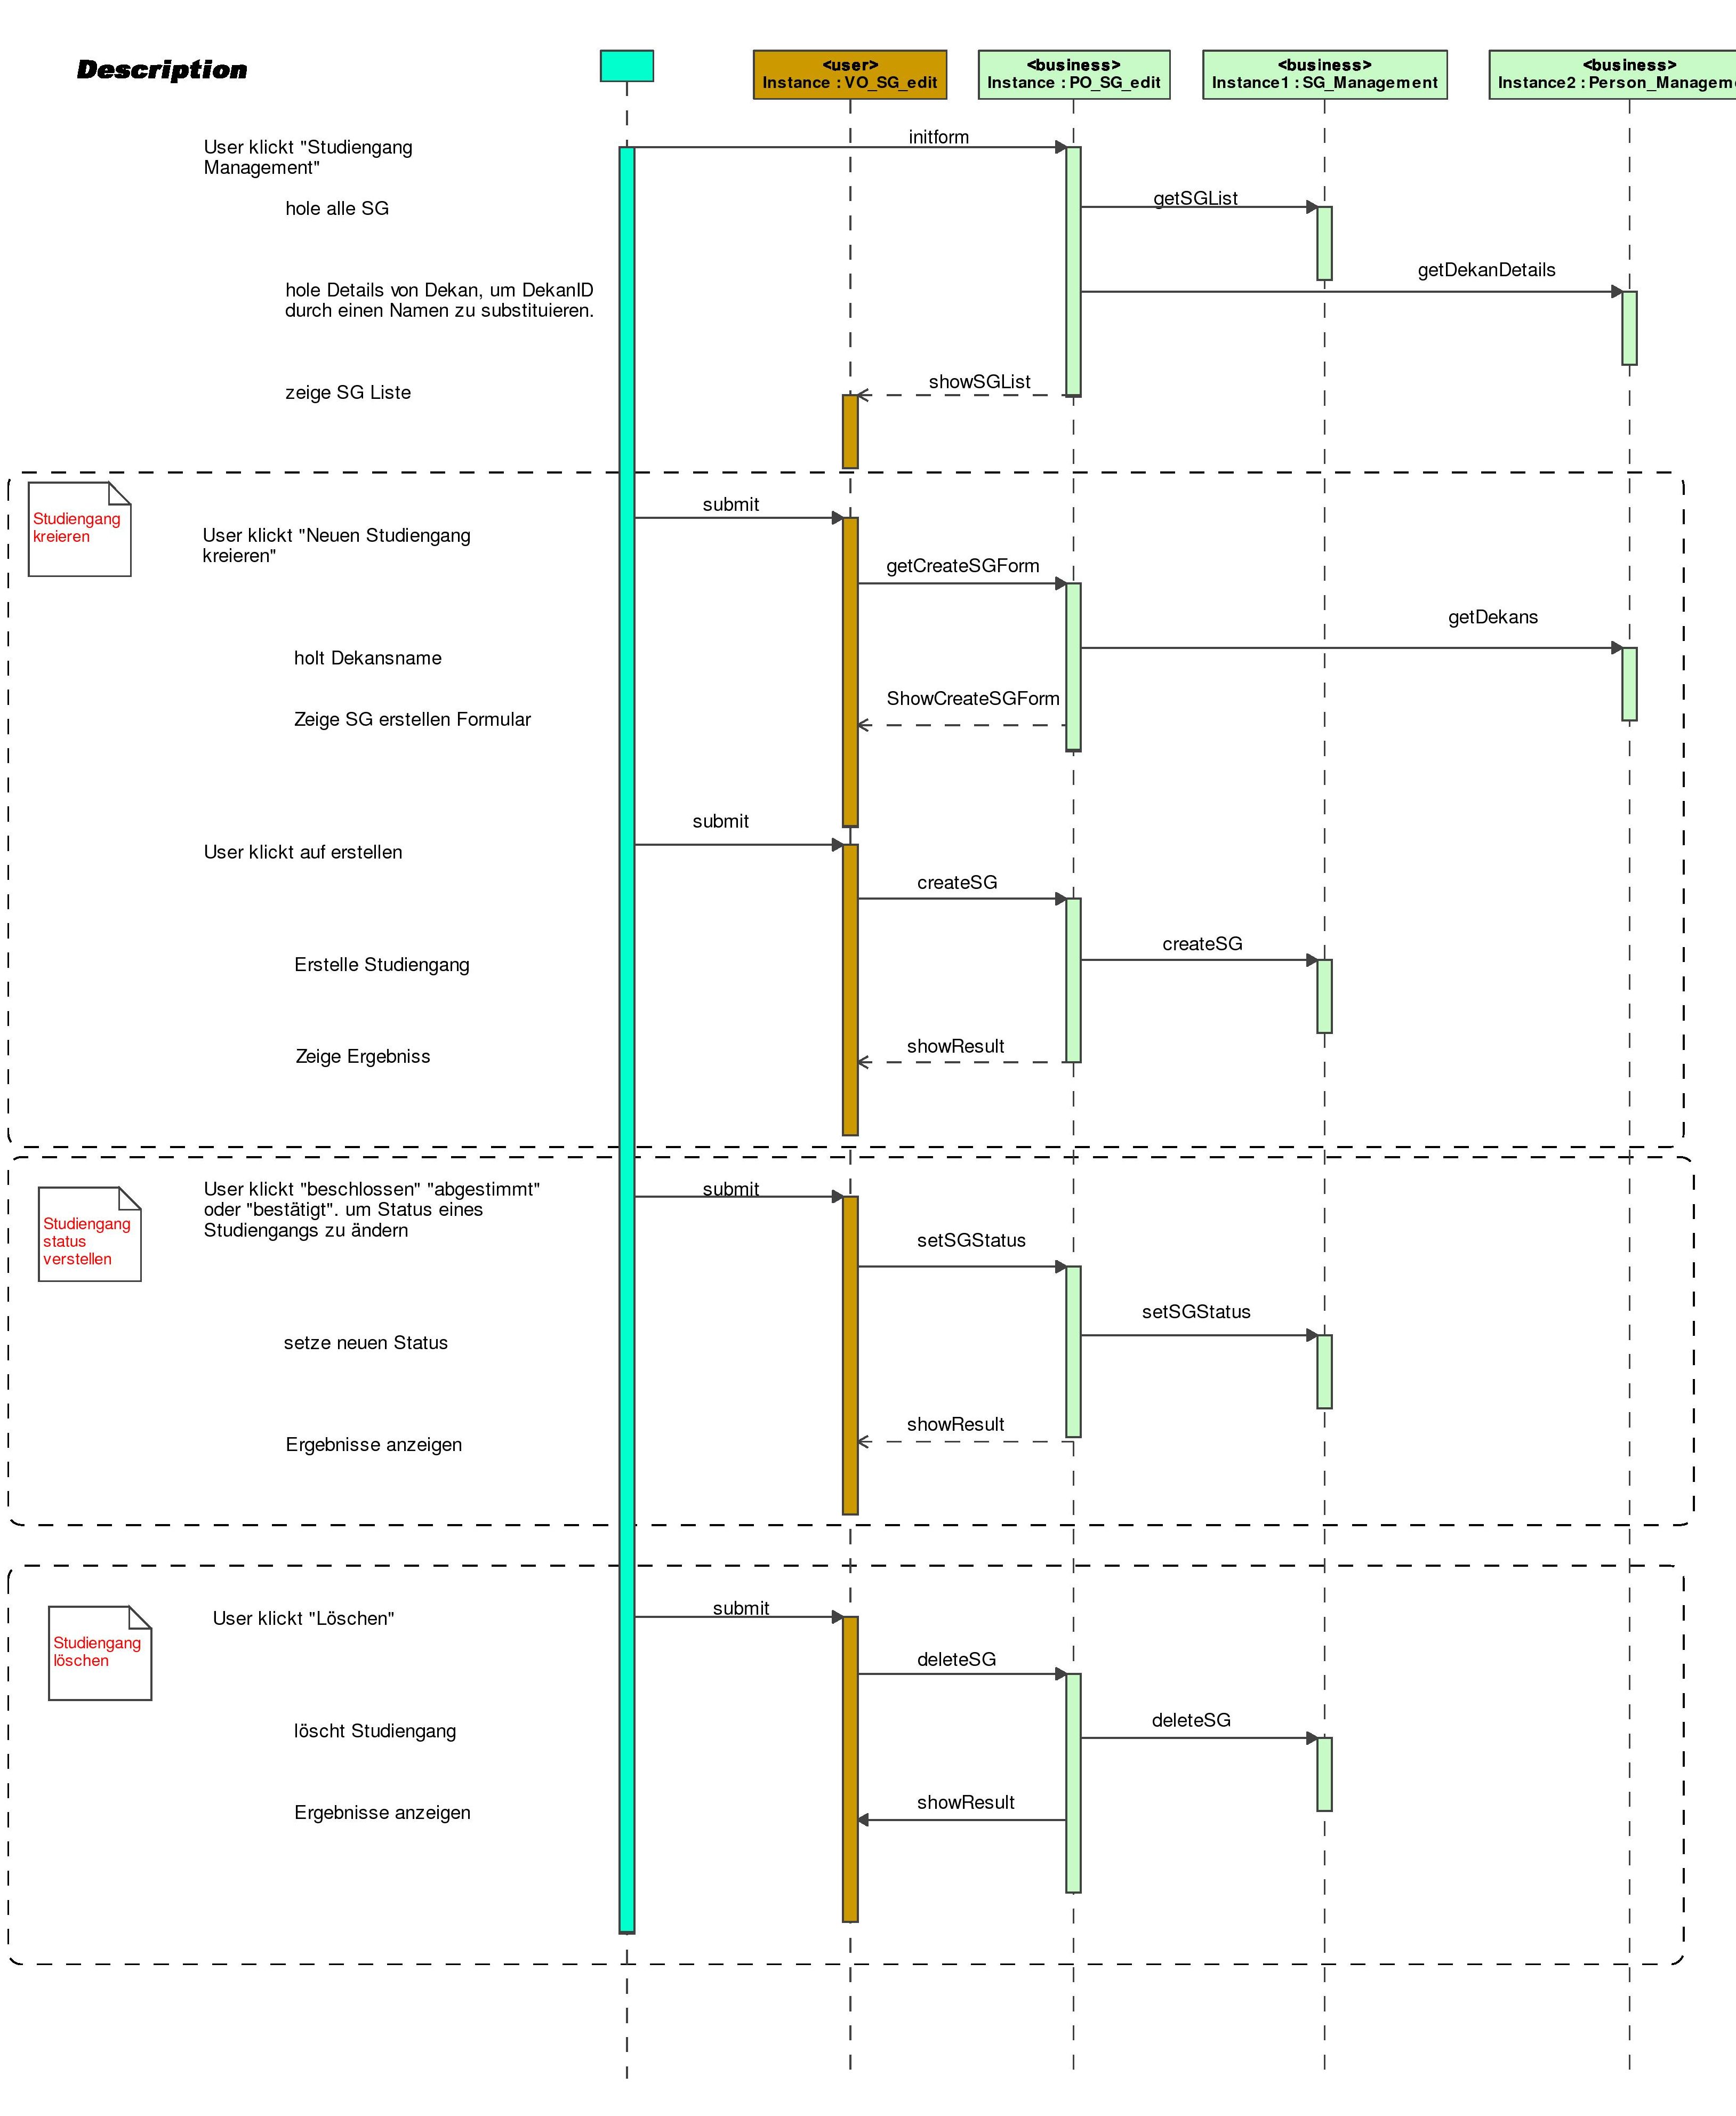 Description
<user>
Instance : VO_SG_edit
<business>
Instance : PO_SG_edit
<business>
Instance1 : SG_Management
<business>
Instance2 : Person_Managem
User klickt "Studiengang
Management"
initform
hole alle SG
getSGList
getDekanDetails
hole Details von Dekan, um DekanID
durch einen Namen zu substituieren.
zeige SG Liste
showSGList
Studiengang
kreieren
User klickt "Neuen Studiengang
kreieren"
submit
getCreateSGForm
getDekans
holt Dekansname
ShowCreateSGForm
Zeige SG erstellen Formular
submit
User klickt auf erstellen
createSG
createSG
Erstelle Studiengang
showResult
Zeige Ergebniss
Studiengang
status
verstellen
User klickt "beschlossen" "abgestimmt"
oder "bestätigt". um Status eines
Studiengangs zu ändern
submit
setSGStatus
setSGStatus
setze neuen Status
showResult
Ergebnisse anzeigen
Studiengang
löschen
User klickt "Löschen"
submit
deleteSG
deleteSG
löscht Studiengang
showResult
Ergebnisse anzeigen